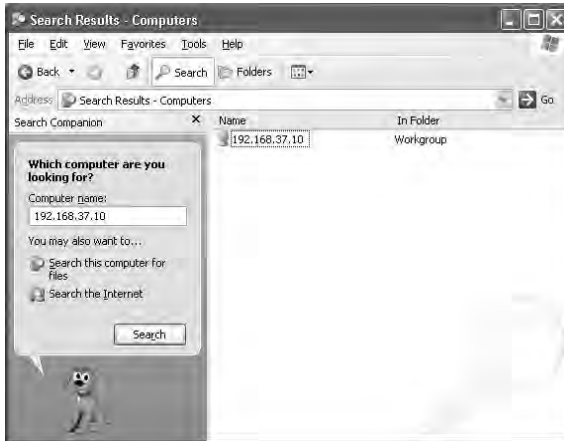 Search Results - Computers
File Edit View Favorites Tools Help
Back Search Folders
Address Search Results - Computers Go
Search Companion Name In Folder
192.168.37.10 Workgroup
Which computer are you
looking for?
Computer name:
192.168.37.10
You may also want to...
Search this computer for
files
Search the Internet
Search